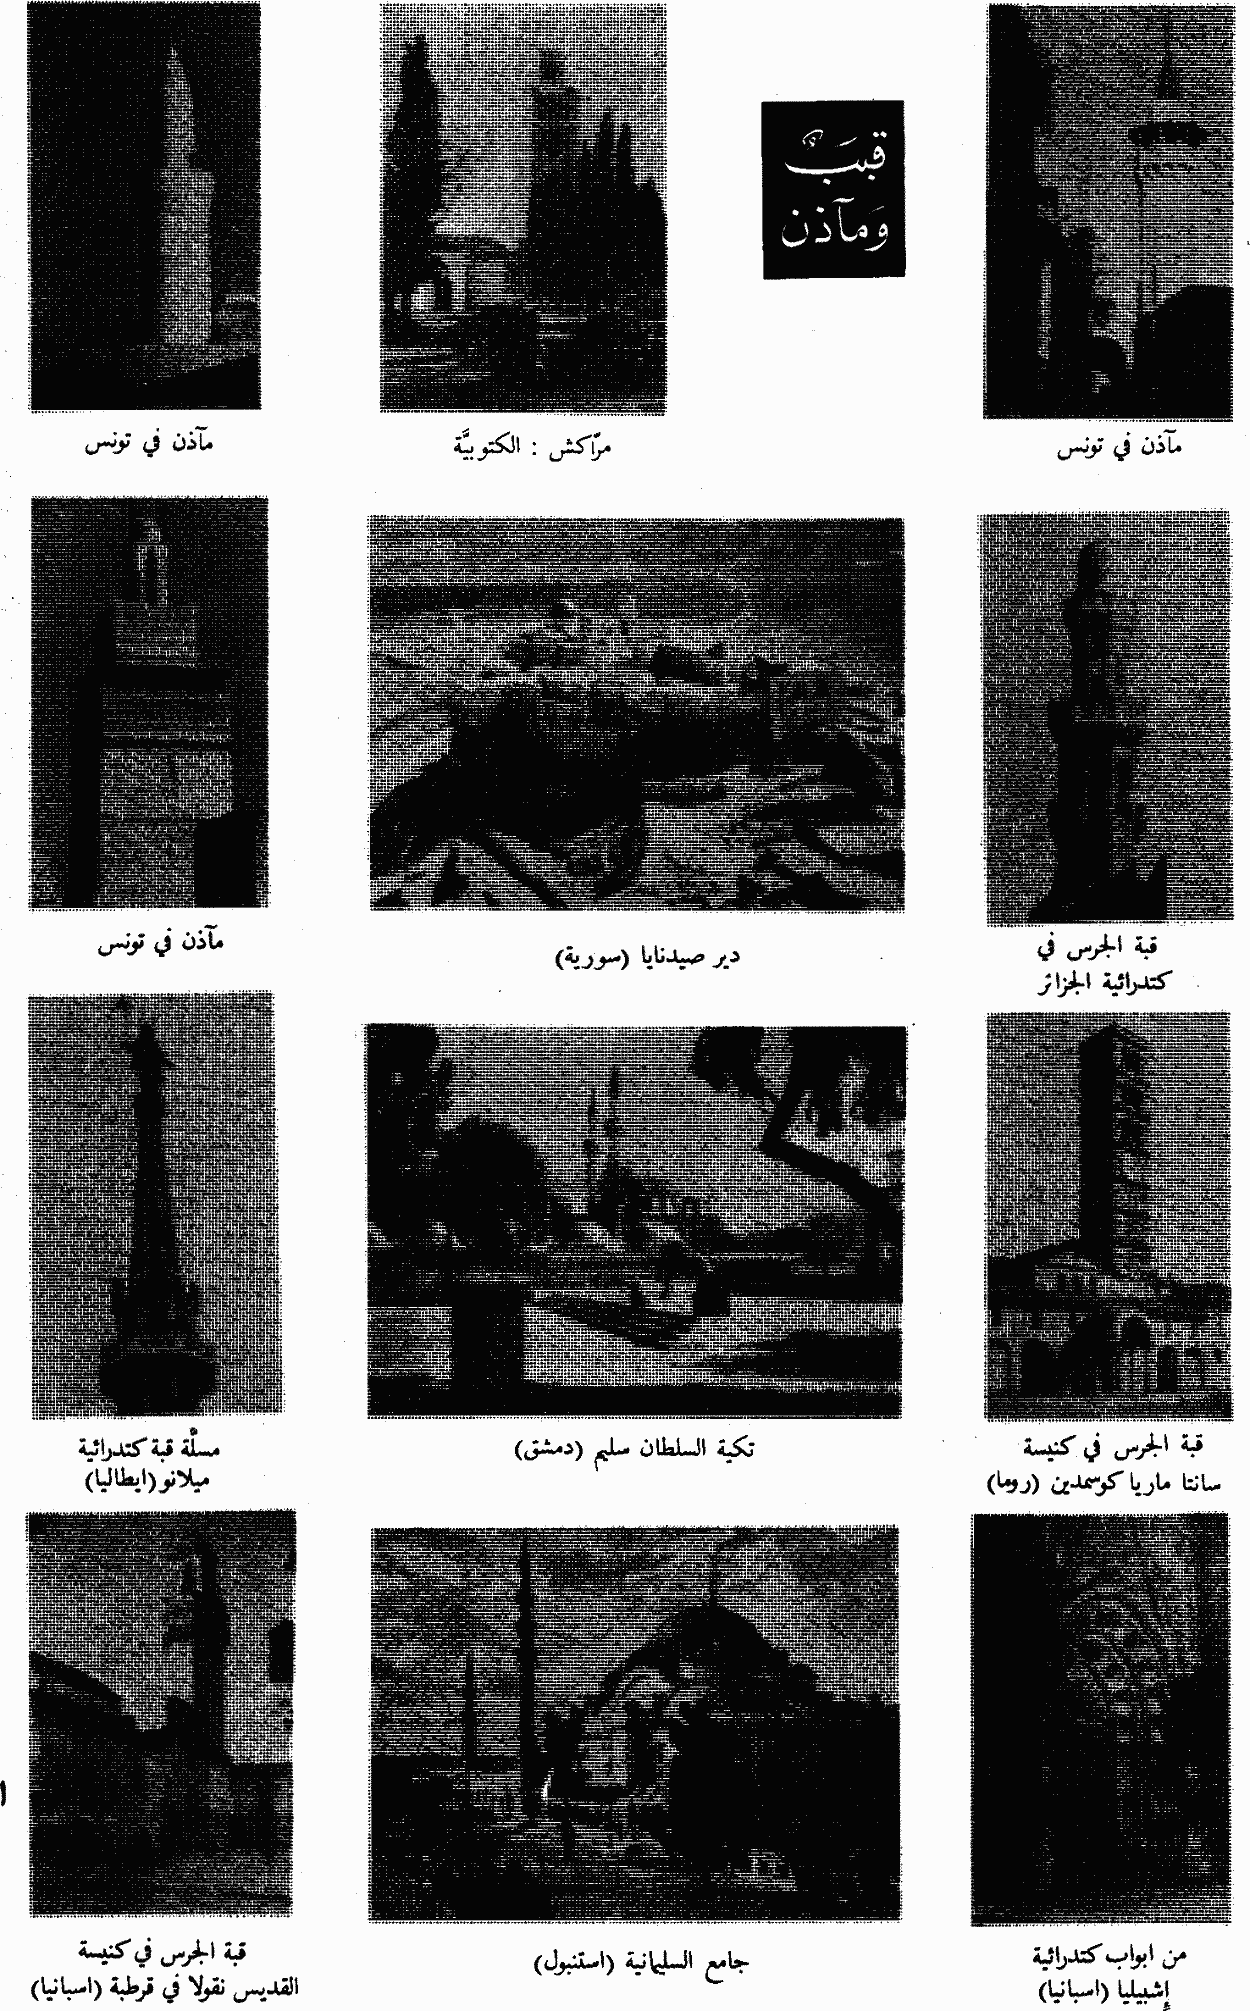 قببٌ
وَمآذن
مآذن في تونس
مرّاكش : الكتوبيَّة
مآذن في تونس
قبة الجرس في
كتدرائية الجزائر
دير صيدنايا (سورية)
مآذن في تونس
قبة الجرس في كنيسة
سانتا ماريا كوسمدين (روما)
تكية السلطان سليم (دمشق)
مسلّة قبة كتدرائية
ميلانو (ايطاليا)
من ابواب كتدرائية
إشبيليا (اسبانيا)
جامع السليمانية (استنبول)
قبة الجرس في كنيسة
القديس نقولا في قرطبة (اسبانيا)